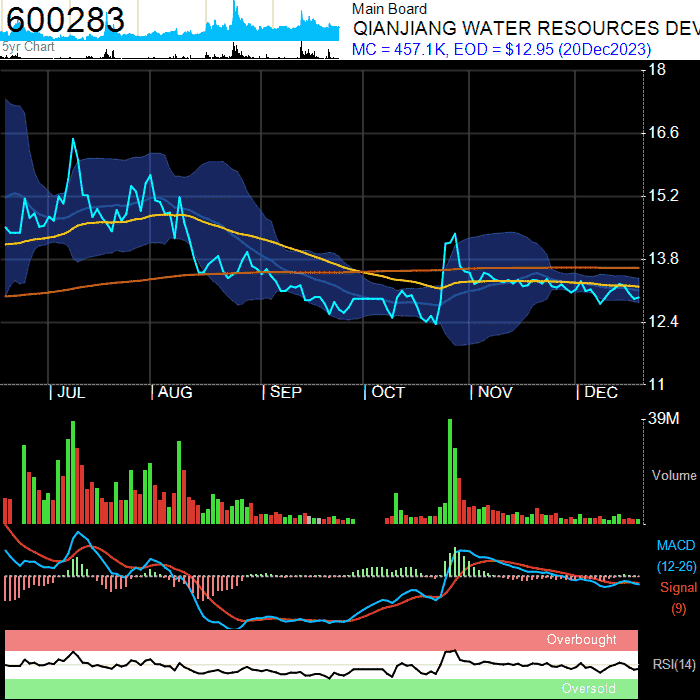 600283
5yr Chart
Main Board
QIANJIANG WATER RESOURCES DEV
MC = 457.1K, EOD = $12.95 (20Dec2023)
18
16.6
15.2
13.8
12.4
11
| JUL | AUG | SEP | OCT | NOV | DEC
39M
Volume
MACD
(12-26)
Signal
(9)
Overbought
RSI(14)
Oversold